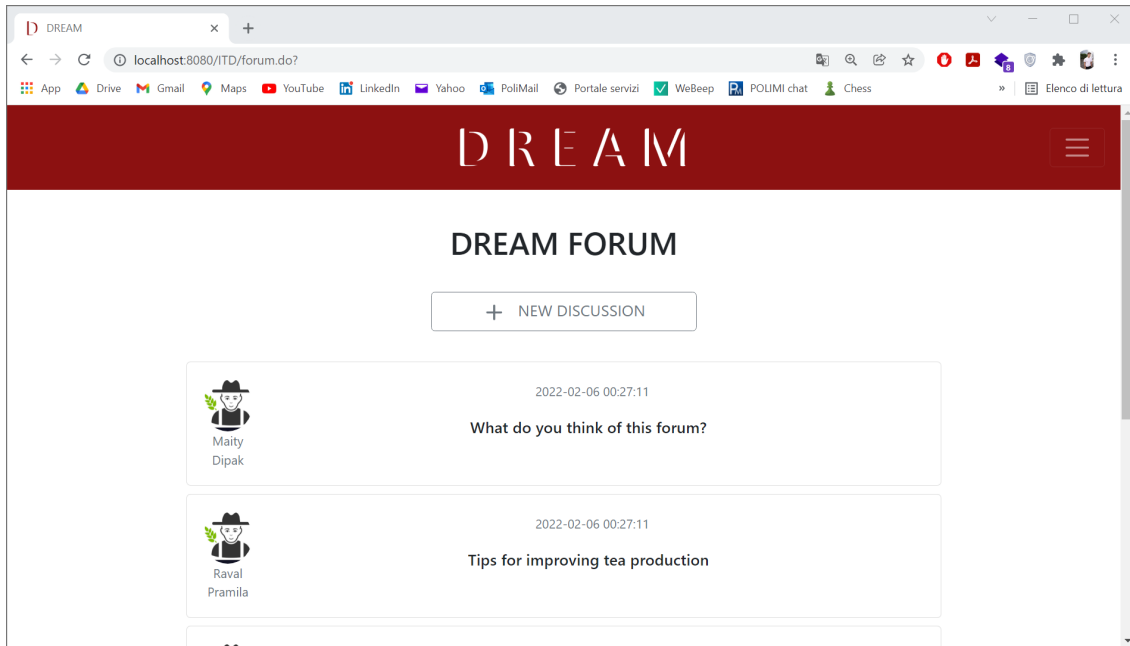 DREAM
localhost:8080/ITD/forum.do?
App Drive Gmail Maps YouTube LinkedIn Yahoo PoliMail Portale servizi WeBeep POLIMI chat Chess » Elenco di lettura
DREAM
DREAM FORUM
+ NEW DISCUSSION
2022-02-06 00:27:11
What do you think of this forum?
Maity
Dipak
2022-02-06 00:27:11
Tips for improving tea production
Raval
Pramila